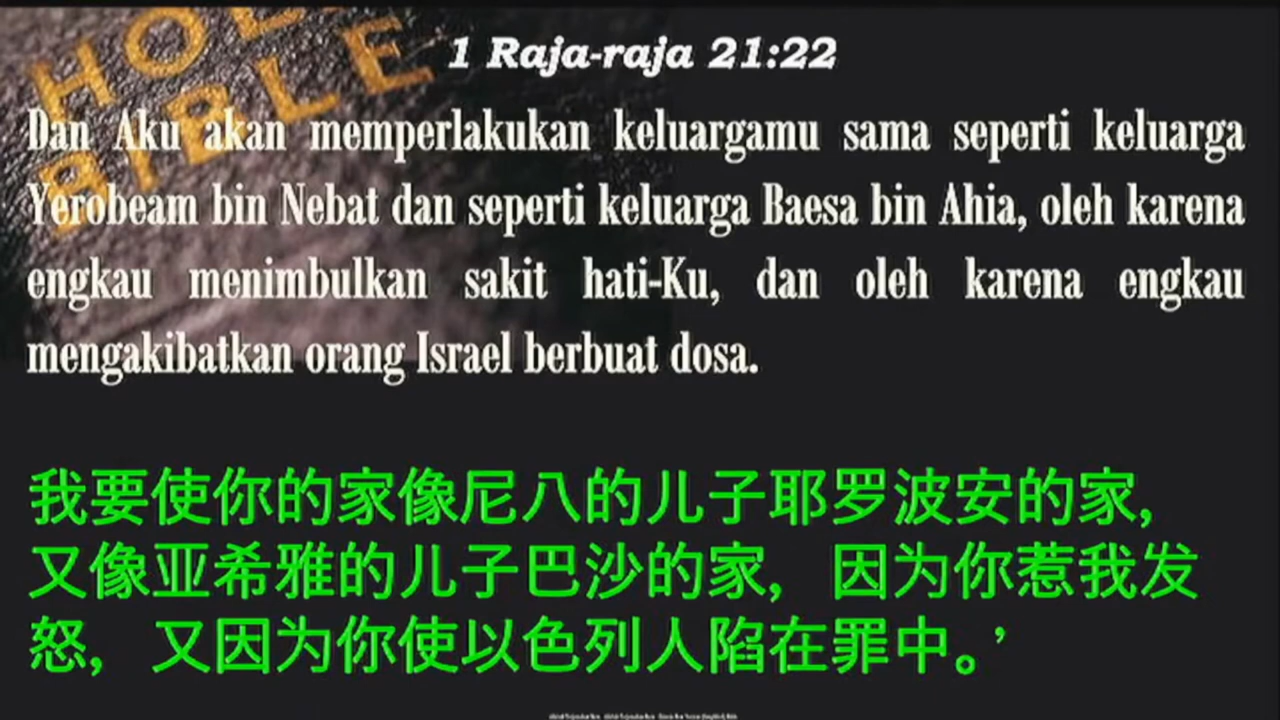 HOLY
BIBLE
1 Raja-raja 21:22
Dan Aku akan memperlakukan keluargamu sama seperti keluarga
Yerobeam bin Nebat dan seperti keluarga Baesa bin Ahia, oleh karena
engkau menimbulkan sakit hati-Ku, dan oleh karena engkau
mengakibatkan orang Israel berbuat dosa.
我要使你的家像尼八的儿子耶罗波安的家,
又像亚希雅的儿子巴沙的家, 因为你惹我发
怒, 又因为你使以色列人陷在罪中。’